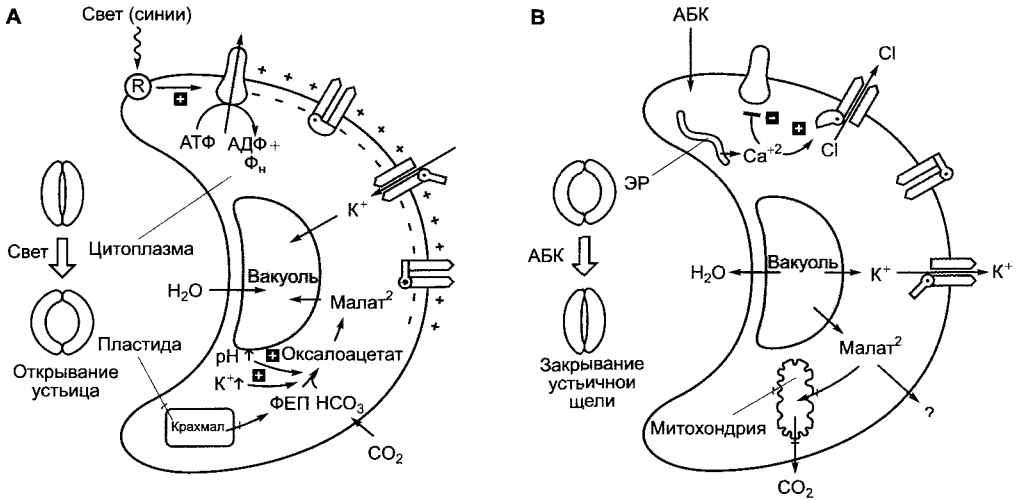 А
Свет (синии)
R
+
АТФ
АДФ +
Фн
К+
Свет
Цитоплазма
Вакуоль
H2O
Малат2
Пластида
Открывание
устьица
pH↑
+
Оксалоацетат
К+↑
+
ФЕП HCO3
Крахмал
CO2
В
АБК
Cl
-
+
Ca+2
Cl
ЭР
АБК
H2O
Вакуоль
К+
К+
Малат2
Закрывание
устьичнои
щели
Митохондрия
?
CO2